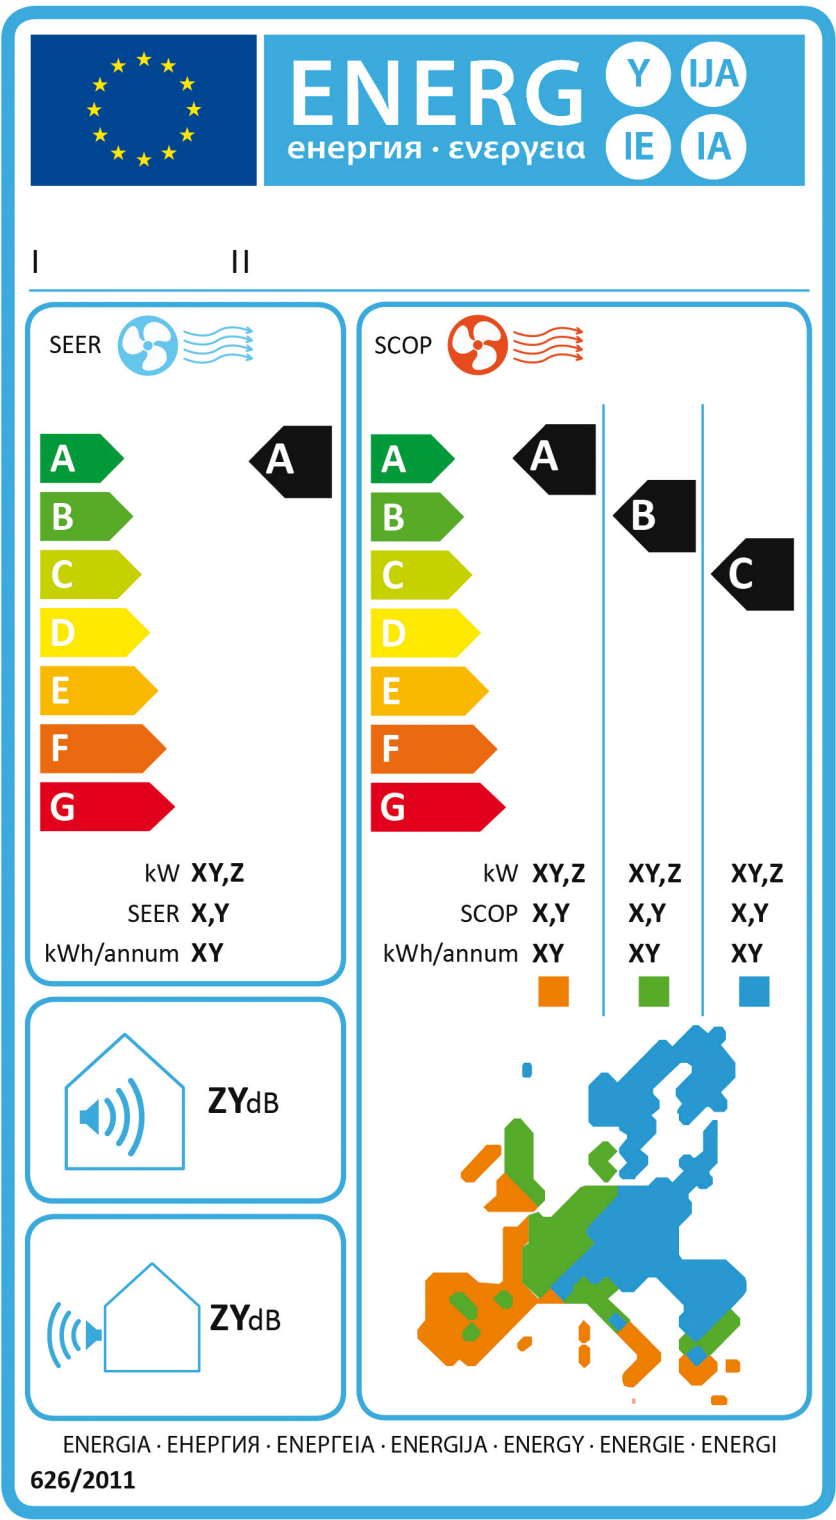 ENERG Y IJA
енергия · ενεργεια IE IA
I II
SEER
A A
B
C
D
E
F
G
kW XY,Z
SEER X,Y
kWh/annum XY
SCOP
A A
B B
C C
D
E
F
G
kW XY,Z XY,Z XY,Z
SCOP X,Y X,Y X,Y
kWh/annum XY XY XY
ZYdB
ZYdB
ENERGIA · ЕНЕРГИЯ · ΕΝΕΡΓΕΙΑ · ENERGIJA · ENERGY · ENERGIE · ENERGI
626/2011